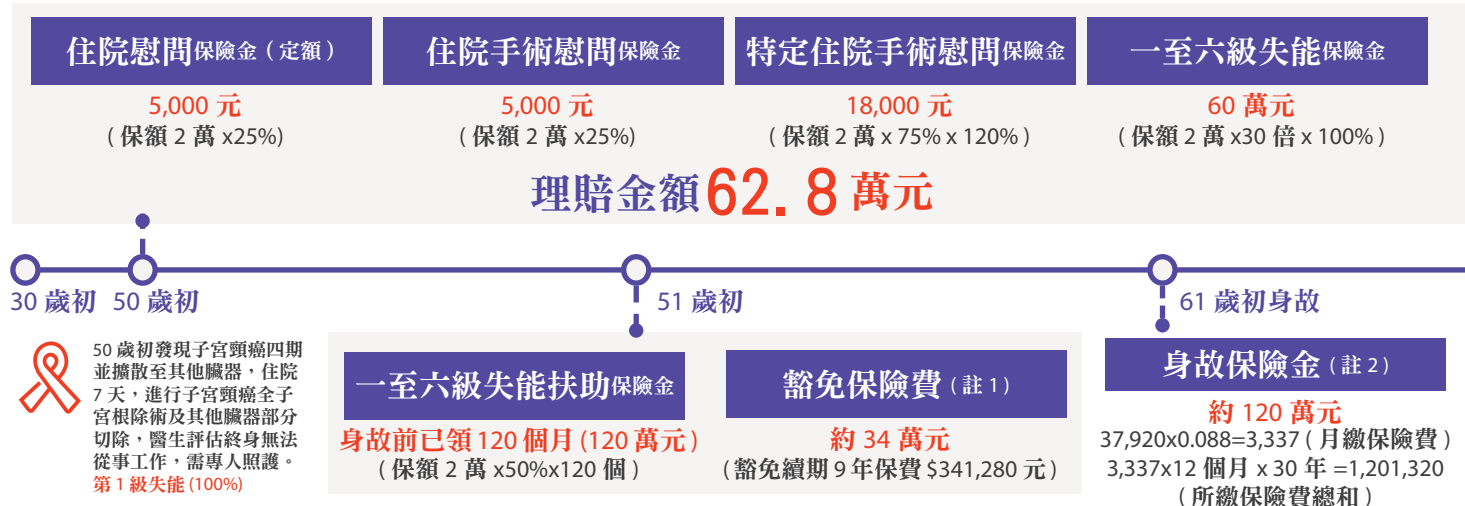 住院慰問保險金（定額）
5,000 元
(保額 2 萬 x25%)
住院手術慰問保險金
5,000 元
(保額 2 萬 x25%)
特定住院手術慰問保險金
18,000 元
(保額 2 萬 x 75% x 120%)
一至六級失能保險金
60 萬元
(保額 2 萬 x30 倍 x 100%)
理賠金額62.8 萬元
30 歲初
50 歲初
51 歲初
61 歲初身故
50 歲初發現子宮頸癌四期
並擴散至其他臟器，住院
7 天，進行子宮頸癌全子
宮根除術及其他臟器部分
切除，醫生評估終身無法
從事工作，需專人照護。
第 1 級失能 (100%)
一至六級失能扶助保險金
身故前已領 120 個月 (120 萬元)
(保額 2 萬 x50%x120 個)
豁免保險費（註 1）
約 34 萬元
(豁免續期 9 年保費 $341,280 元)
身故保險金（註 2）
約 120 萬元
37,920x0.088=3,337 (月繳保險費)
3,337x12 個月 x 30 年 =1,201,320
(所繳保險費總和)